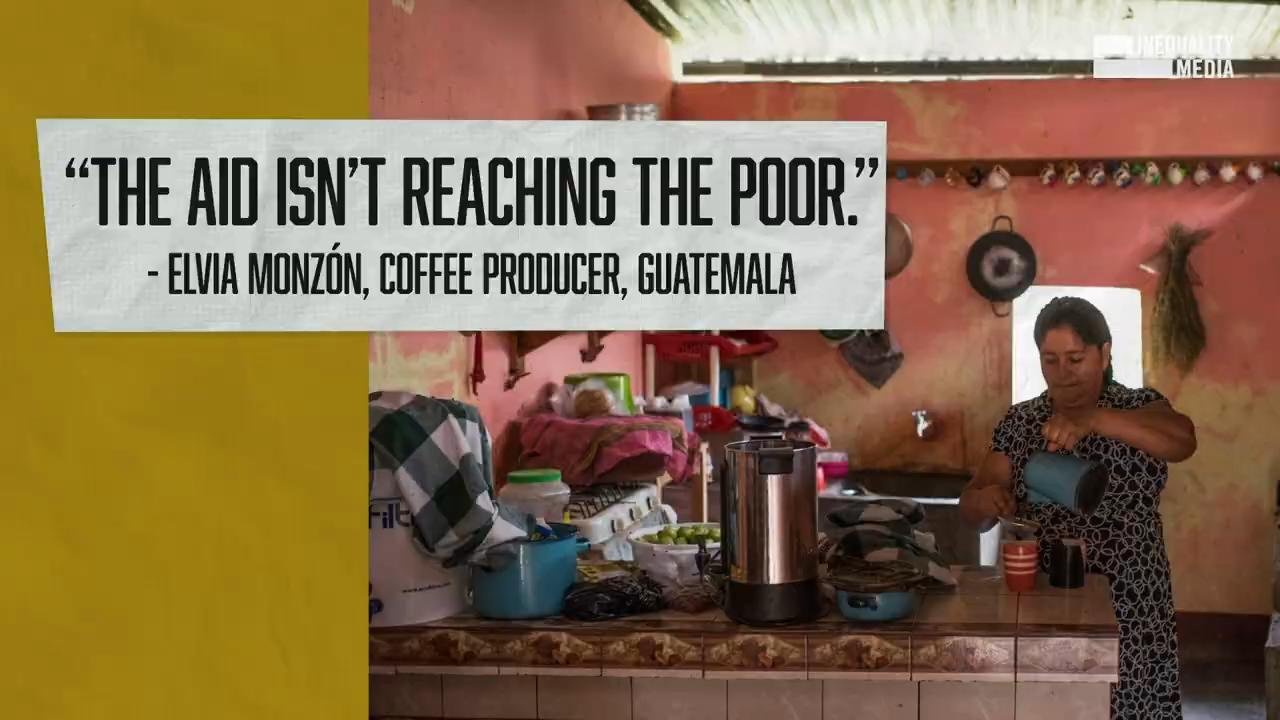 “THE AID ISN’T REACHING THE POOR.”
- ELVIA MONZÓN, COFFEE PRODUCER, GUATEMALA
INEQUALITY
MEDIA